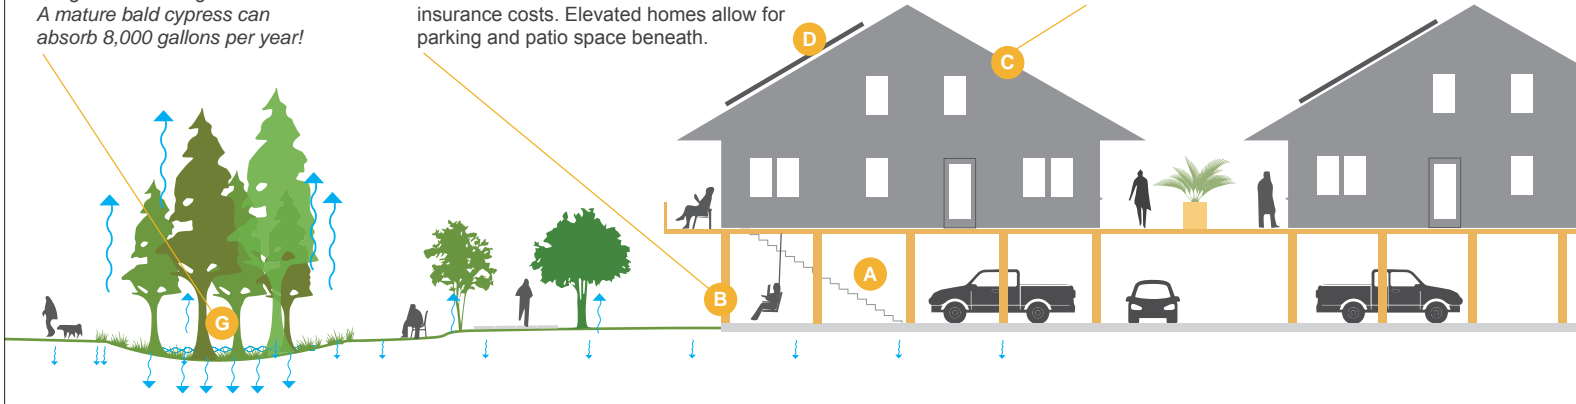 A mature bald cypress can
absorb 8,000 gallons per year!
insurance costs. Elevated homes allow for
parking and patio space beneath.
D
C
A
B
G